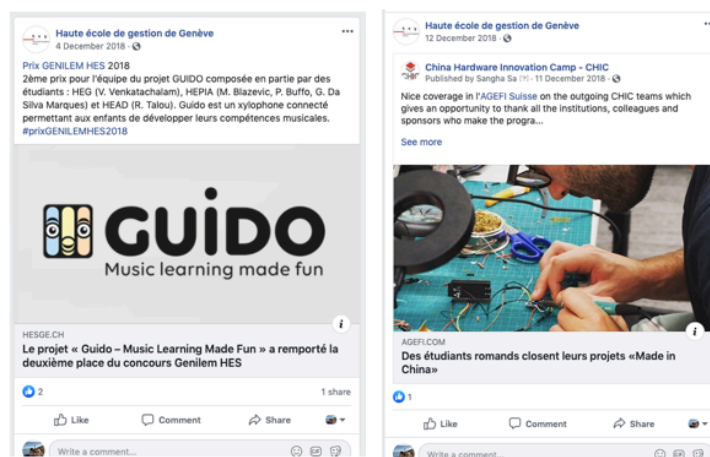 Haute école de gestion de Genève
4 December 2018
Prix GENILEM HES 2018
2ème prix pour l'équipe du projet GUIDO composée en partie par des
étudiants : HEG (V. Venkatachalam), HEPIA (M. Blazevic, P. Buffo, G. Da
Silva Marques) et HEAD (R. Talou). Guido est un xylophone connecté
permettant aux enfants de développer leurs compétences musicales.
#prixGENILEMHES2018
GUiDO
Music learning made fun
HESGE.CH
Le projet « Guido – Music Learning Made Fun » a remporté la
deuxième place du concours Genilem HES
2
1 share
Like Comment Share
Write a comment...
GIF
Haute école de gestion de Genève
12 December 2018
China Hardware Innovation Camp - CHIC
Published by Sangha Sa [?] · 11 December 2018
Nice coverage in l'AGEFI Suisse on the outgoing CHIC teams which
gives an opportunity to thank all the institutions, colleagues and
sponsors who make the progra...
See more
AGEFI.COM
Des étudiants romands closent leurs projets «Made in
China»
1
Like Comment Share
Write a comment...